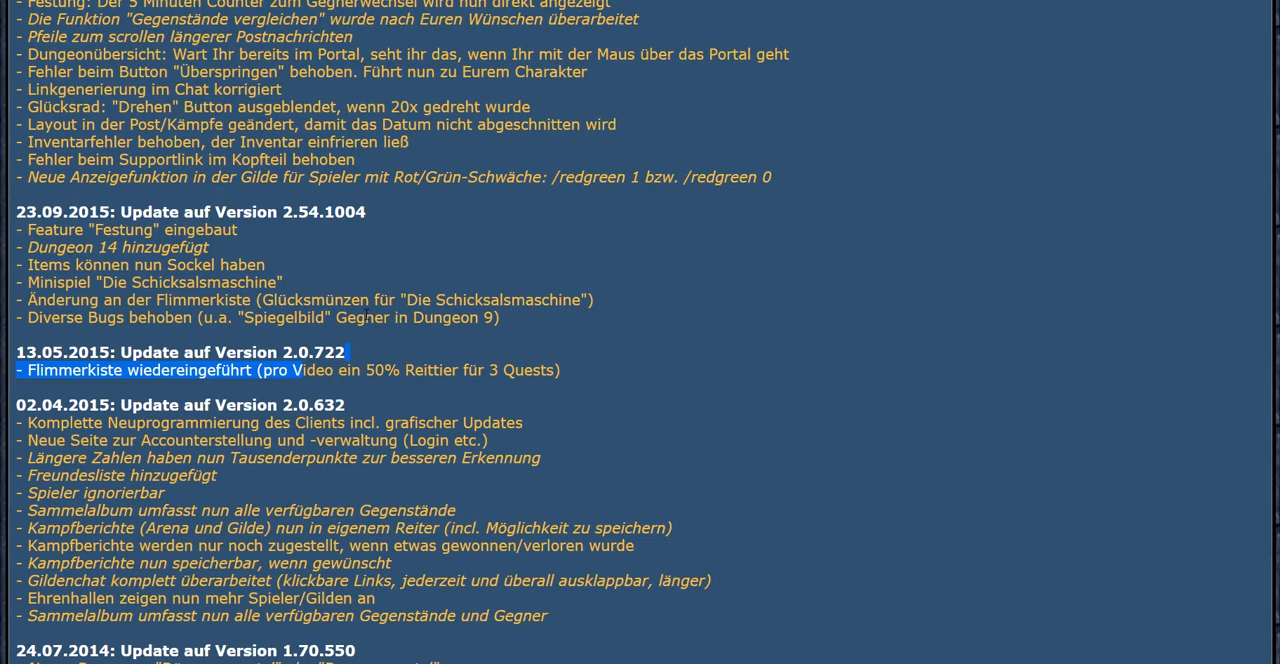 - Festung: Der 5 Minuten Counter zum Gegnerwechsel wird nun direkt angezeigt
- Die Funktion "Gegenstände vergleichen" wurde nach Euren Wünschen überarbeitet
- Pfeile zum scrollen längerer Postnachrichten
- Dungeonübersicht: Wart Ihr bereits im Portal, seht ihr das, wenn Ihr mit der Maus über das Portal geht
- Fehler beim Button "Überspringen" behoben. Führt nun zu Eurem Charakter
- Linkgenerierung im Chat korrigiert
- Glücksrad: "Drehen" Button ausgeblendet, wenn 20x gedreht wurde
- Layout in der Post/Kämpfe geändert, damit das Datum nicht abgeschnitten wird
- Inventarfehler behoben, der Inventar einfrieren ließ
- Fehler beim Supportlink im Kopfteil behoben
- Neue Anzeigefunktion in der Gilde für Spieler mit Rot/Grün-Schwäche: /redgreen 1 bzw. /redgreen 0
23.09.2015: Update auf Version 2.54.1004
- Feature "Festung" eingebaut
- Dungeon 14 hinzugefügt
- Items können nun Sockel haben
- Minispiel "Die Schicksalsmaschine"
- Änderung an der Flimmerkiste (Glücksmünzen für "Die Schicksalsmaschine")
- Diverse Bugs behoben (u.a. "Spiegelbild" Gegner in Dungeon 9)
13.05.2015: Update auf Version 2.0.722
- Flimmerkiste wiedereingeführt (pro Video ein 50% Reittier für 3 Quests)
02.04.2015: Update auf Version 2.0.632
- Komplette Neuprogrammierung des Clients incl. grafischer Updates
- Neue Seite zur Accounterstellung und -verwaltung (Login etc.)
- Längere Zahlen haben nun Tausenderpunkte zur besseren Erkennung
- Freundesliste hinzugefügt
- Spieler ignorierbar
- Sammelalbum umfasst nun alle verfügbaren Gegenstände
- Kampfberichte (Arena und Gilde) nun in eigenem Reiter (incl. Möglichkeit zu speichern)
- Kampfberichte werden nur noch zugestellt, wenn etwas gewonnen/verloren wurde
- Kampfberichte nun speicherbar, wenn gewünscht
- Gildenchat komplett überarbeitet (klickbare Links, jederzeit und überall ausklappbar, länger)
- Ehrenhallen zeigen nun mehr Spieler/Gilden an
- Sammelalbum umfasst nun alle verfügbaren Gegenstände und Gegner
24.07.2014: Update auf Version 1.70.550